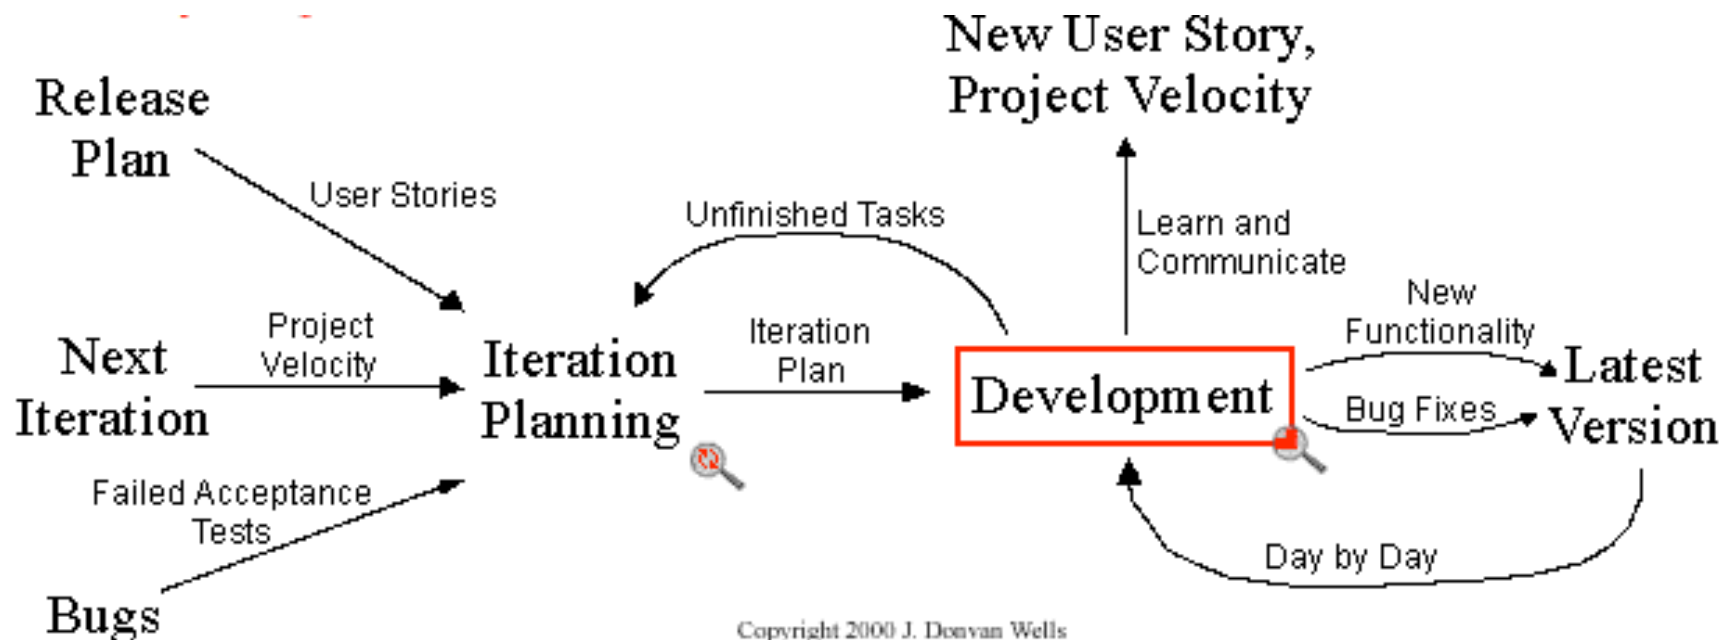 New User Story,
Project Velocity
Release
Plan
User Stories
Unfinished Tasks
Learn and
Communicate
New
Functionality
Project
Velocity
Next
Iteration
Iteration
Planning
Iteration
Plan
Development
Latest
Version
Bug Fixes
Failed Acceptance
Tests
Day by Day
Bugs
Copyright 2000 J. Donvan Wells